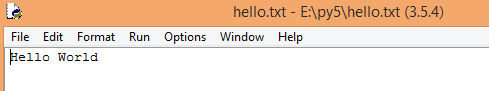 hello.txt - E:\py5\hello.txt (3.5.4)
File Edit Format Run Options Window Help
Hello World